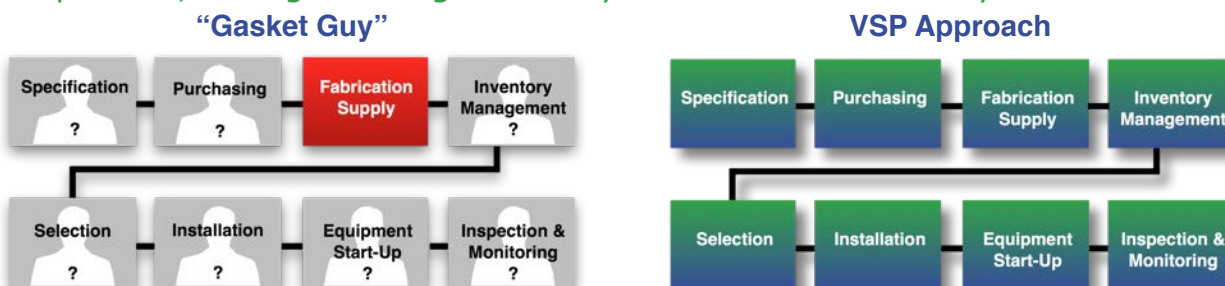 “Gasket Guy”
VSP Approach
Specification
?
Purchasing
?
Fabrication
Supply
Inventory
Management
?
Selection
?
Installation
?
Equipment
Start-Up
?
Inspection &
Monitoring
?
Specification
Purchasing
Fabrication
Supply
Inventory
Management
Selection
Installation
Equipment
Start-Up
Inspection &
Monitoring